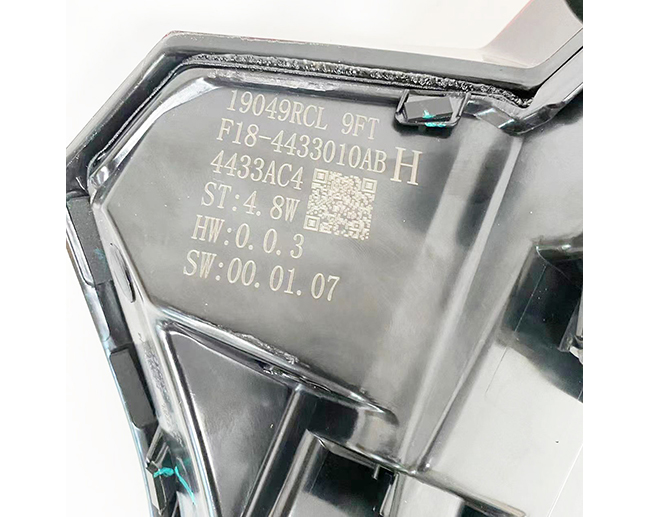 19049RCL 9FT
F18-4433010AB H
4433AC4
ST:4.8W
HW:0.0.3
SW:00.01.07